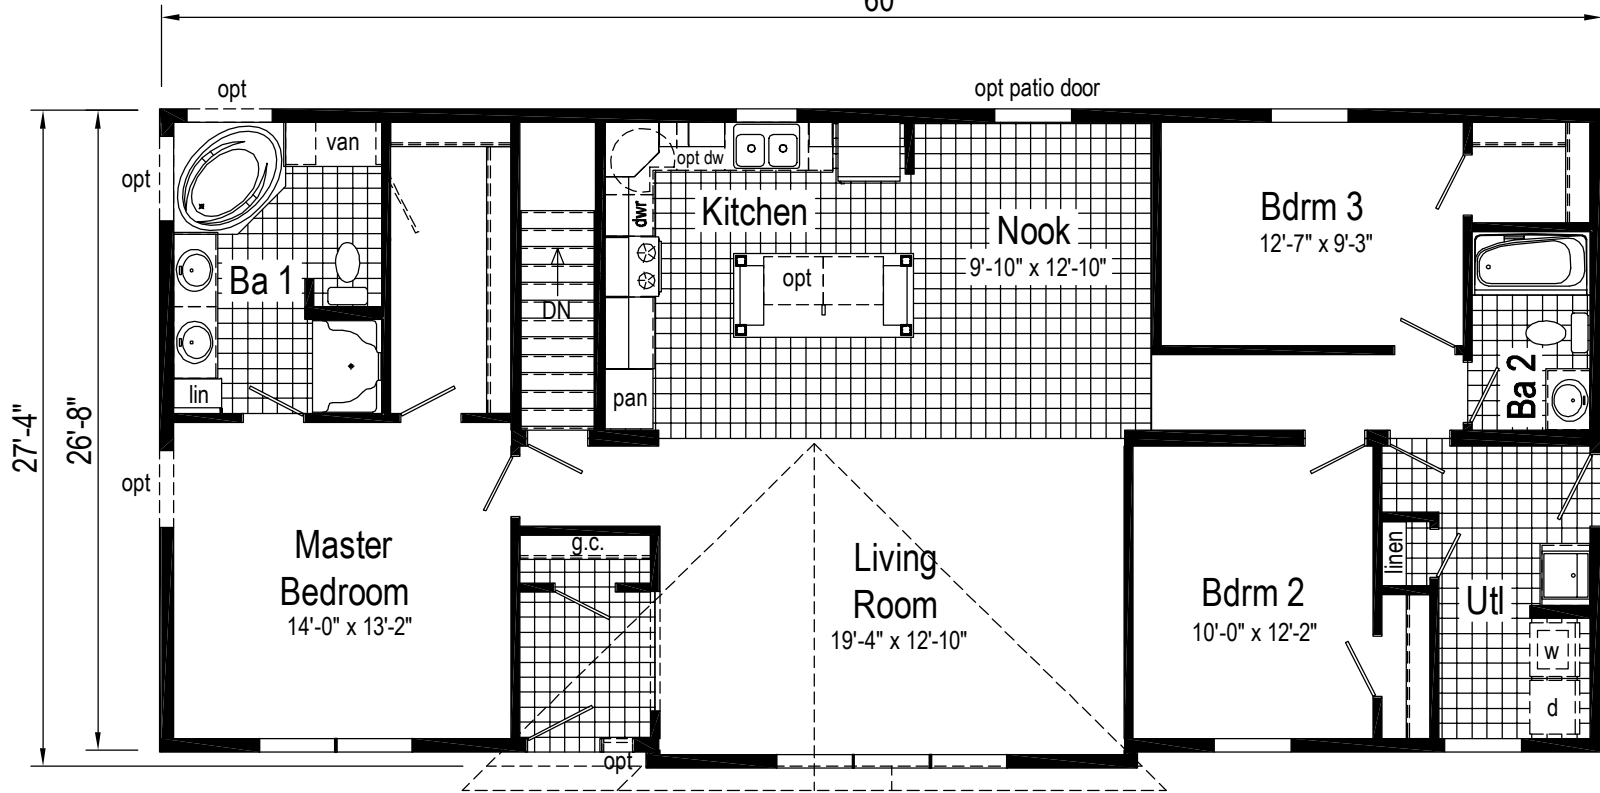 60
opt
opt patio door
van
opt dw
opt
Kitchen
dwr
Nook
9'-10" x 12'-10"
Bdrm 3
12'-7" x 9'-3"
Ba 1
opt
DN
lin
pan
Ba 2
27'-4"
26'-8"
opt
g.c.
linen
Master
Bedroom
14'-0" x 13'-2"
Living
Room
19'-4" x 12'-10"
Bdrm 2
10'-0" x 12'-2"
Utl
w
d
opt